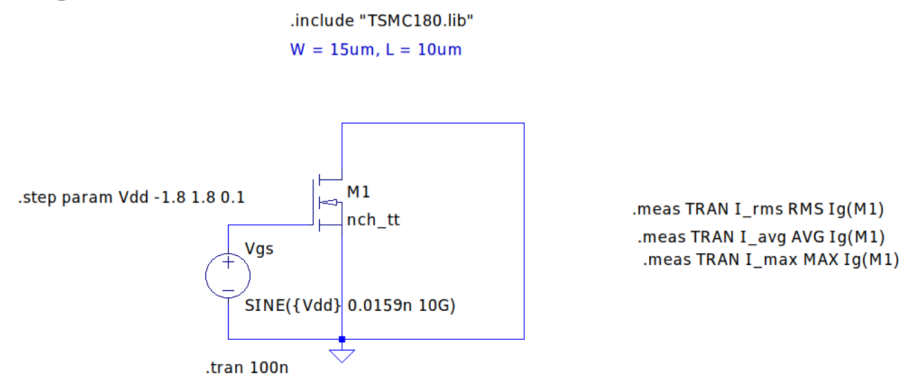 .include "TSMC180.lib"
W = 15um, L = 10um
.step param Vdd -1.8 1.8 0.1
M1
nch_tt
Vgs
SINE({Vdd} 0.0159n 10G)
.tran 100n
.meas TRAN I_rms RMS Ig(M1)
.meas TRAN I_avg AVG Ig(M1)
.meas TRAN I_max MAX Ig(M1)